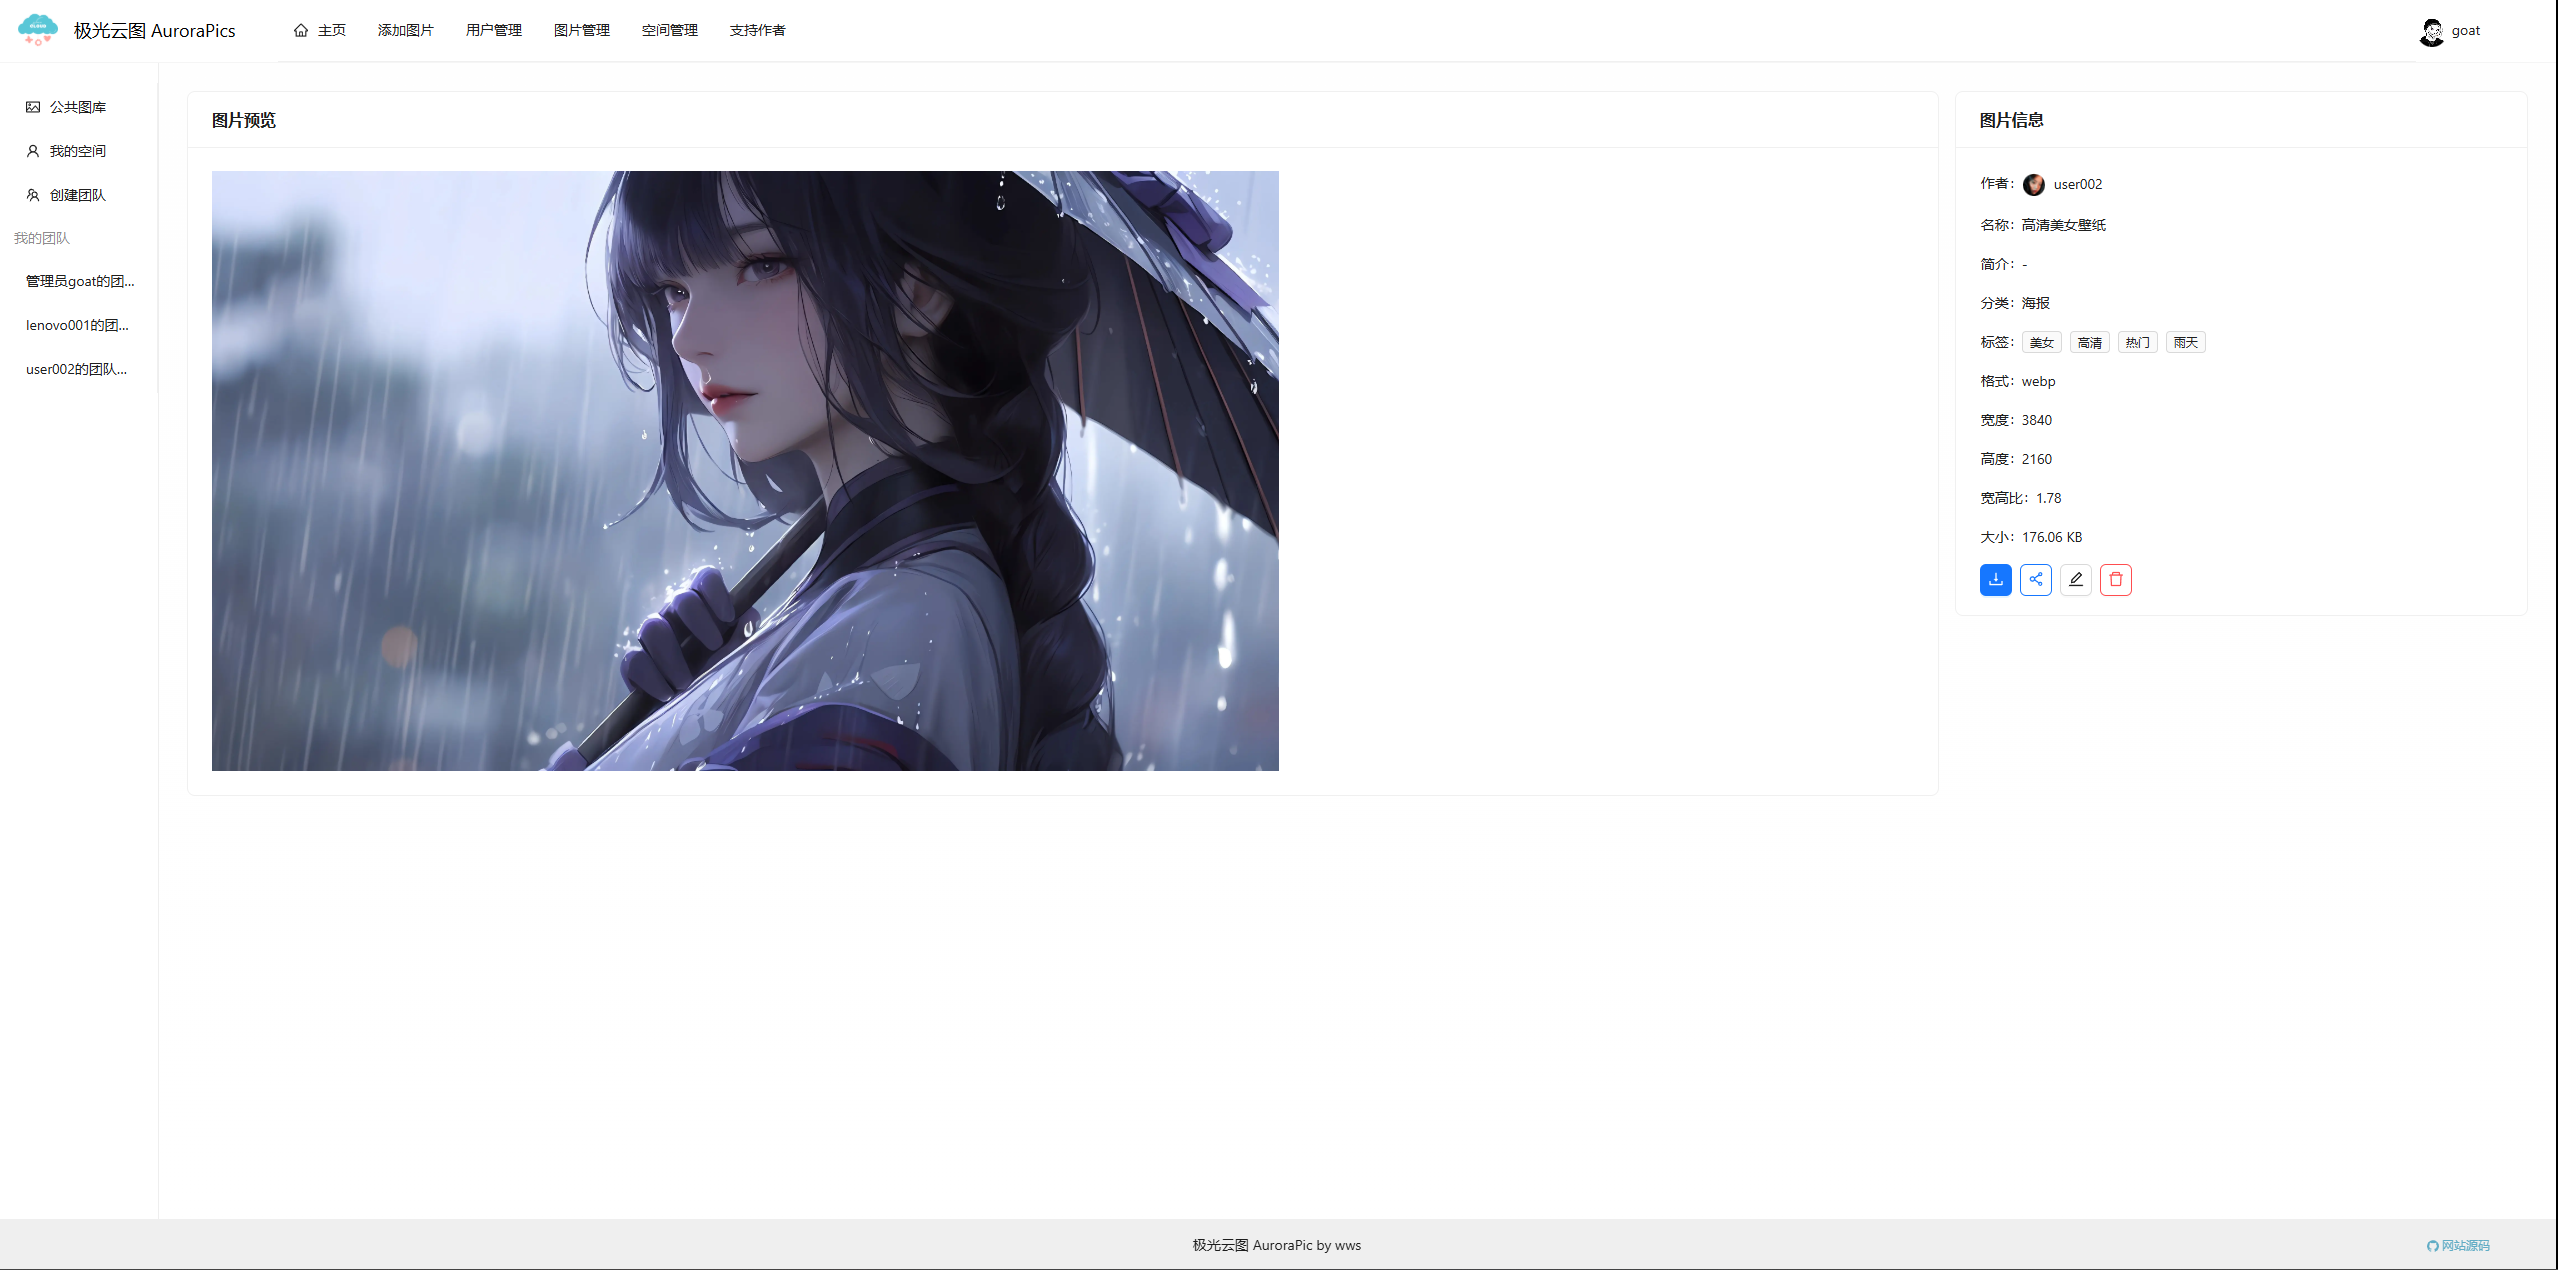 极光云图 AuroraPics
主页 添加图片 用户管理 图片管理 空间管理 支持作者
goat
公共图库
我的空间
创建团队
我的团队
管理员goat的团...
lenovo001的团...
user002的团队...
图片预览
图片信息
作者： user002
名称：高清美女壁纸
简介：-
分类：海报
标签： 美女 高清 热门 雨天
格式：webp
宽度：3840
高度：2160
宽高比：1.78
大小：176.06 KB
极光云图 AuroraPic by wws
网站源码